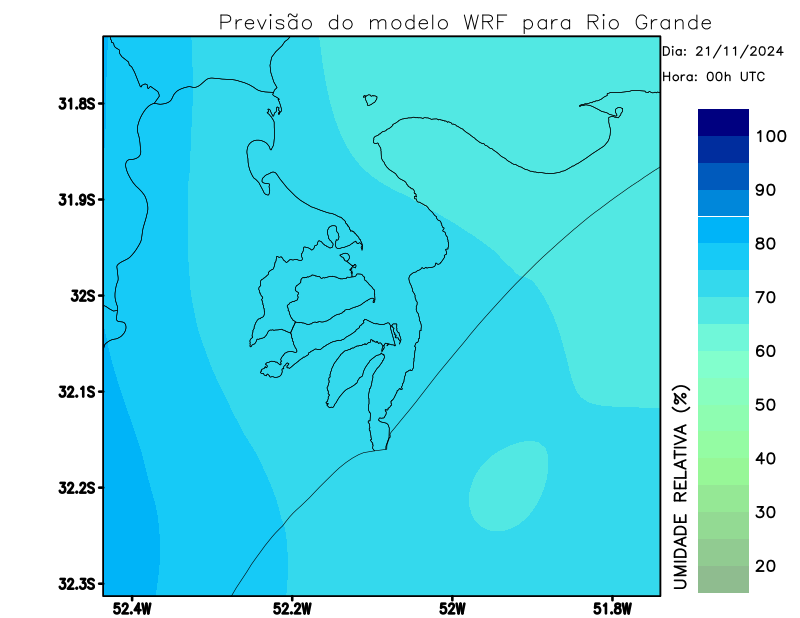 Previsão do modelo WRF para Rio Grande
Dia: 21/11/2024
Hora: 00h UTC
31.8S
31.9S
32S
32.1S
32.2S
32.3S
52.4W
52.2W
52W
51.8W
100
90
80
70
60
50
40
30
20
UMIDADE RELATIVA (%)